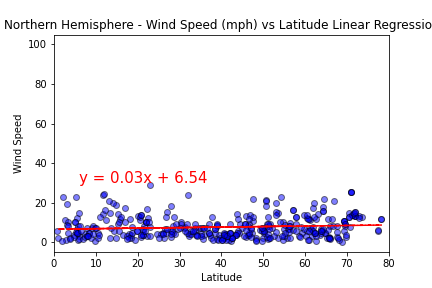 Northern Hemisphere - Wind Speed (mph) vs Latitude Linear Regressio
100
80
60
40
20
0
Wind Speed
y = 0.03x + 6.54
0 10 20 30 40 50 60 70 80
Latitude